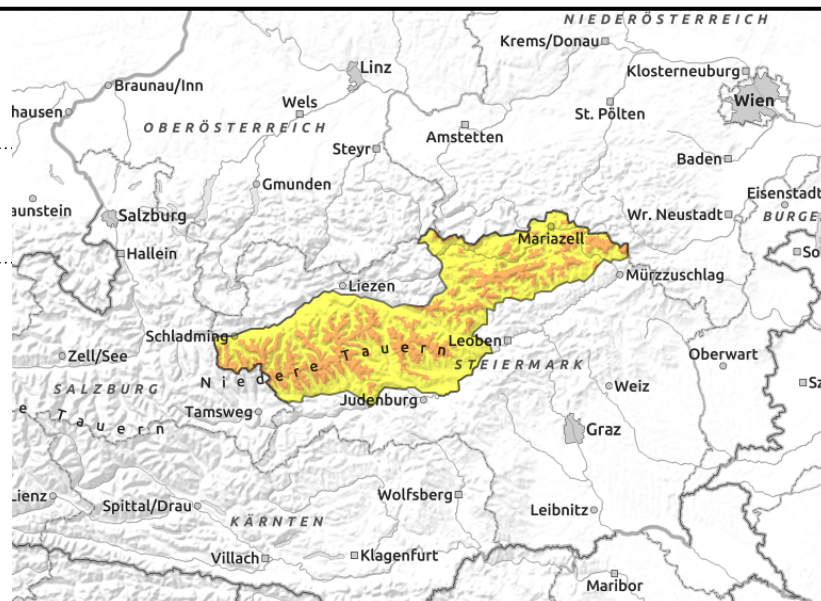 NIEDERÖSTERREICH
Krems/Donau
Linz
Klosterneuburg
Braunau/Inn
Wien
Wels
hausen
St. Pölten
OBERÖSTERREICH
Amstetten
Steyr
Baden
Gmunden
Eisenstadt
aunstein
Salzburg
Wr. Neustadt
BURGE
Mariazell
Hallein
So
Mürzzuschlag
Liezen
Schladming
Leoben
Zell/See
Niedere Tauern
STEIERMARK
Oberwart
SALZBURG
Weiz
Sz
e Tauern
Tamsweg
Judenburg
Graz
Lienz
Wolfsberg
Spittal/Drau
Leibnitz
KÄRNTEN
Villach
Klagenfurt
Maribor